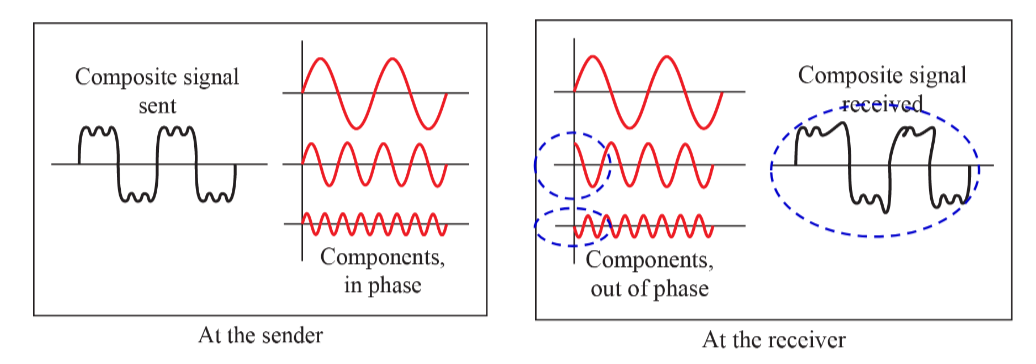 Composite signal
sent
Components,
in phase
At the sender
Composite signal
received
Components,
out of phase
At the receiver